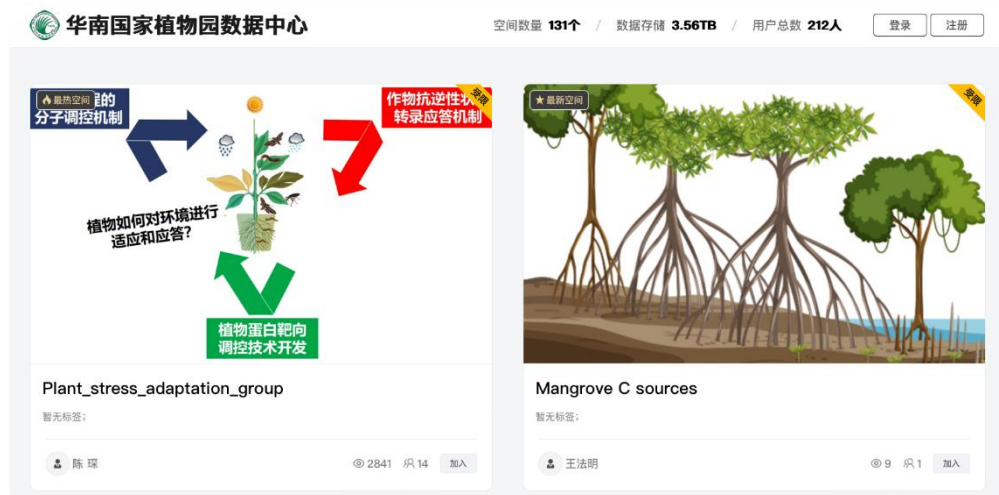 华南国家植物园数据中心
空间数量 131个 / 数据存储 3.56TB / 用户总数 212人
登录
注册
最热空间
程的
分子调控机制
作物抗逆性状
转录应答机制
受限
植物如何对环境进行
适应和应答?
植物蛋白靶向
调控技术开发
Plant_stress_adaptation_group
暂无标签;
陈 琛
2841
14
加入
最新空间
受限
Mangrove C sources
暂无标签;
王法明
9
1
加入